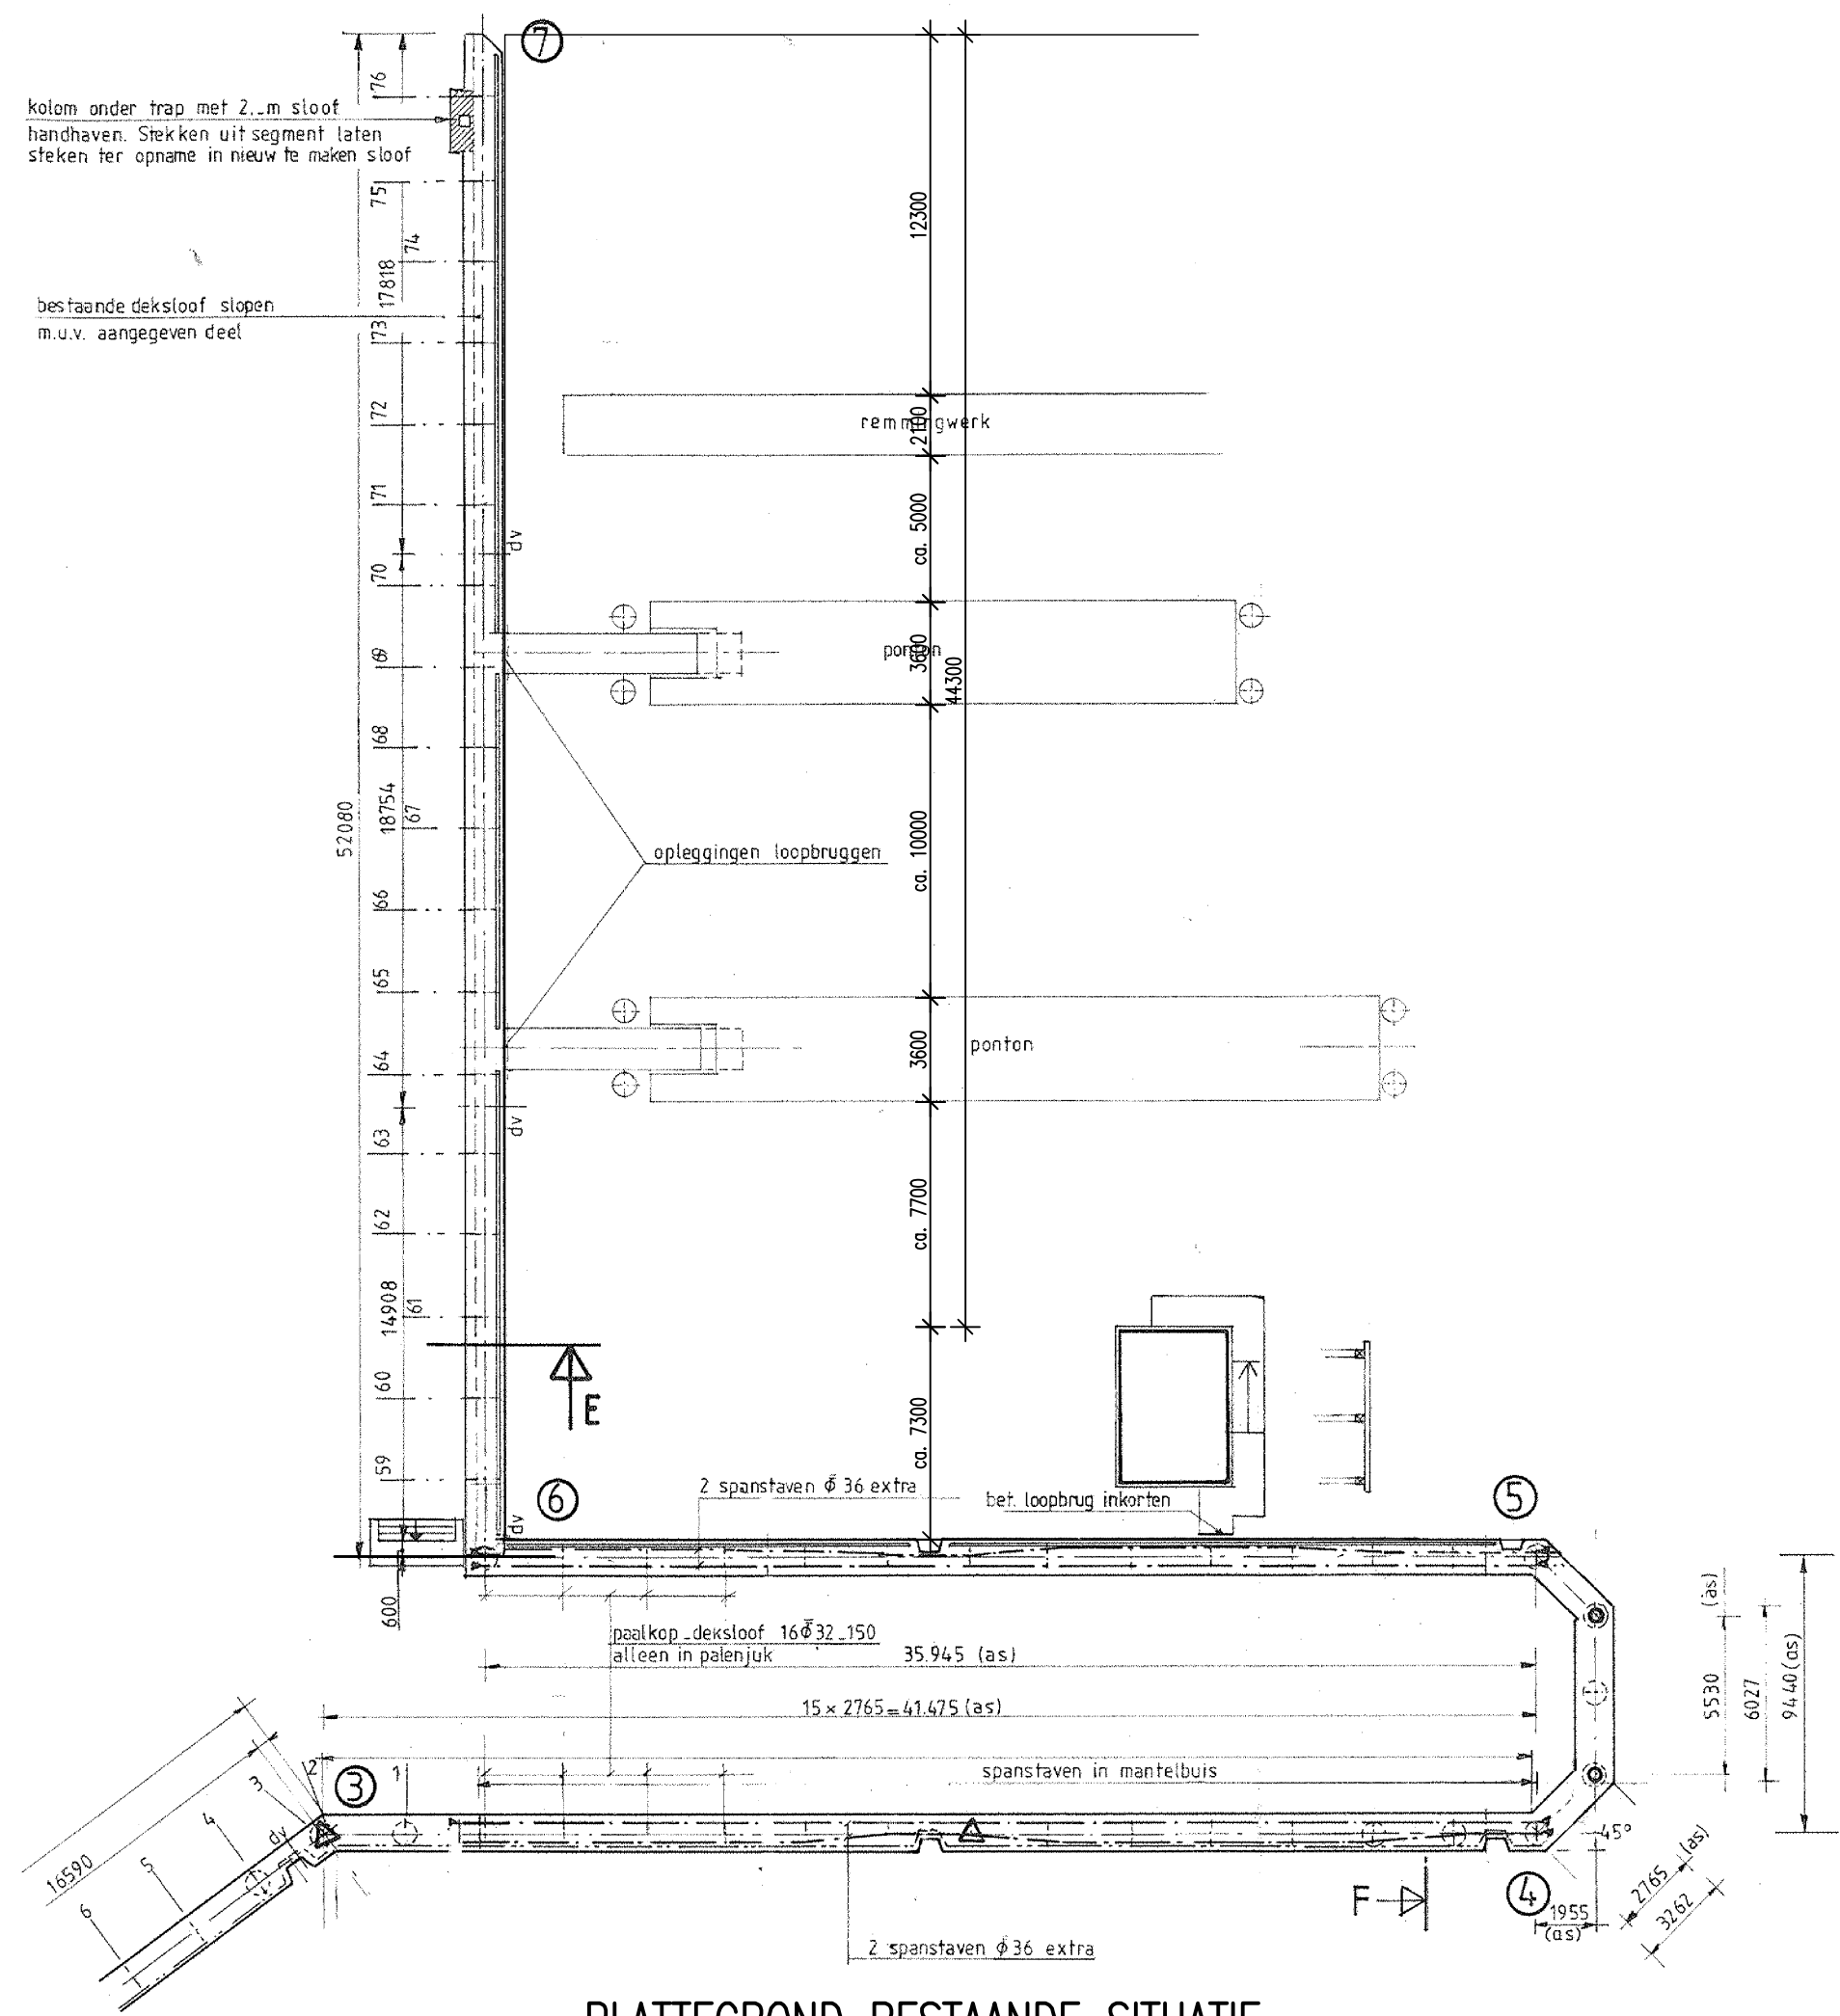 7
76
kolom onder trap met 2._m sloof
handhaven. Stekken uit segment laten
steken ter opname in nieuw te maken sloof
75
74
17818
bestaande deksloof slopen
m.u.v. aangegeven deel
73
72
71
70
69
68
67
18754
52080
66
65
64
63
62
61
14908
60
59
600
dv
dv
dv
12300
2100
remmingwerk
ca. 5000
3600
ponton
44300
ca. 10000
opleggingen loopbruggen
3600
ponton
ca. 7700
ca. 7300
E
6
2 spanstaven ϕ 36 extra
bet. loopbrug inkorten
5
paalkop_deksloof 16ϕ32_150
alleen in palenjuk
35.945 (as)
15 x 2765=41.475 (as)
spanstaven in mantelbuis
5530
(as)
6027
9440 (as)
3
1
2
3
4
dv
5
6
16590
45°
F
4
1955
(as)
2765 (as)
3262
2 spanstaven ϕ36 extra
PLATTEGROND BESTAANDE SITUATIE